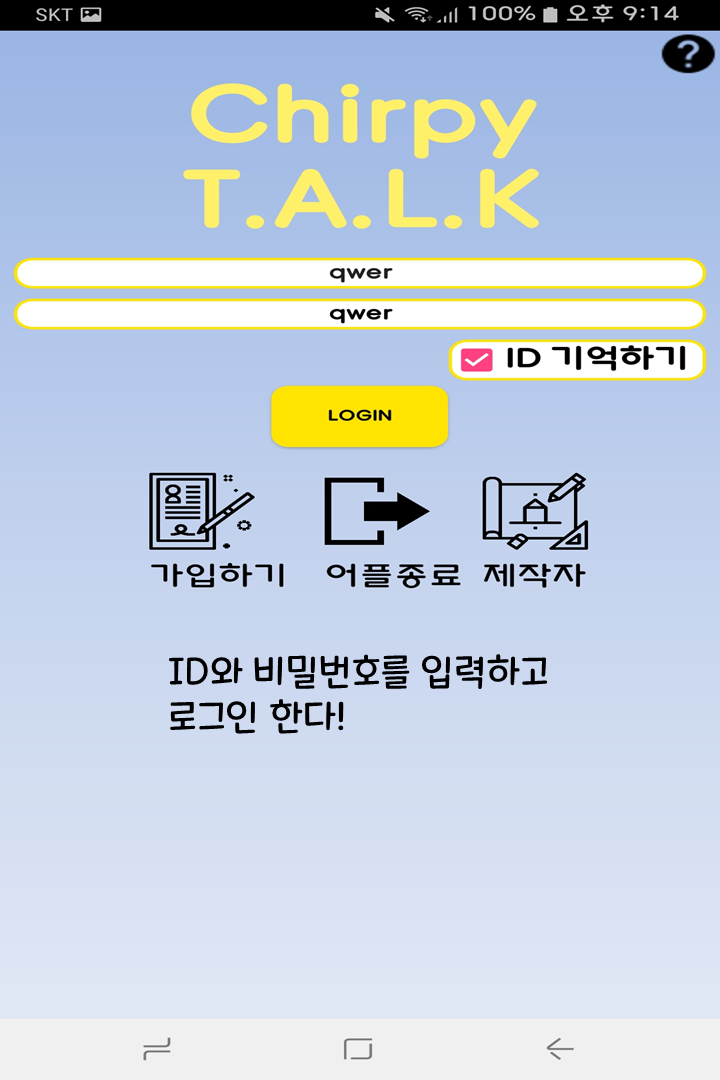 SKT 100% 오후 9:14
?
Chirpy
T.A.L.K
qwer
qwer
ID 기억하기
LOGIN
가입하기 어플종료 제작자
ID와 비밀번호를 입력하고
로그인 한다!